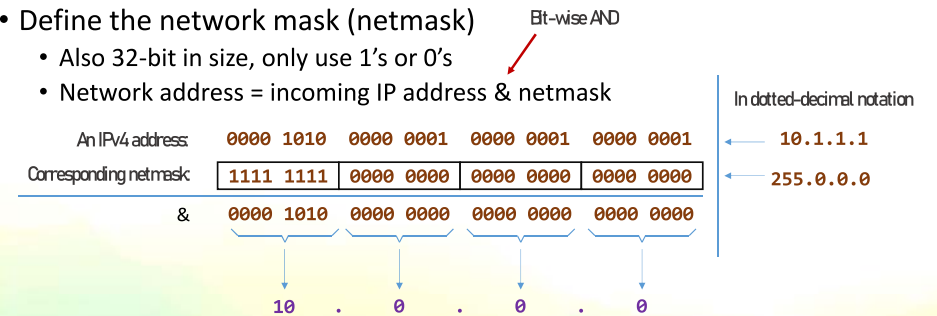 • Define the network mask (netmask)
Bit-wise AND
• Also 32-bit in size, only use 1's or 0's
• Network address = incoming IP address & netmask
In dotted-decimal notation
An IPv4 address: 0000 1010 0000 0001 0000 0001 0000 0001 10.1.1.1
Corresponding netmask: 1111 1111 0000 0000 0000 0000 0000 0000 255.0.0.0
& 0000 1010 0000 0000 0000 0000 0000 0000
10 . 0 . 0 . 0